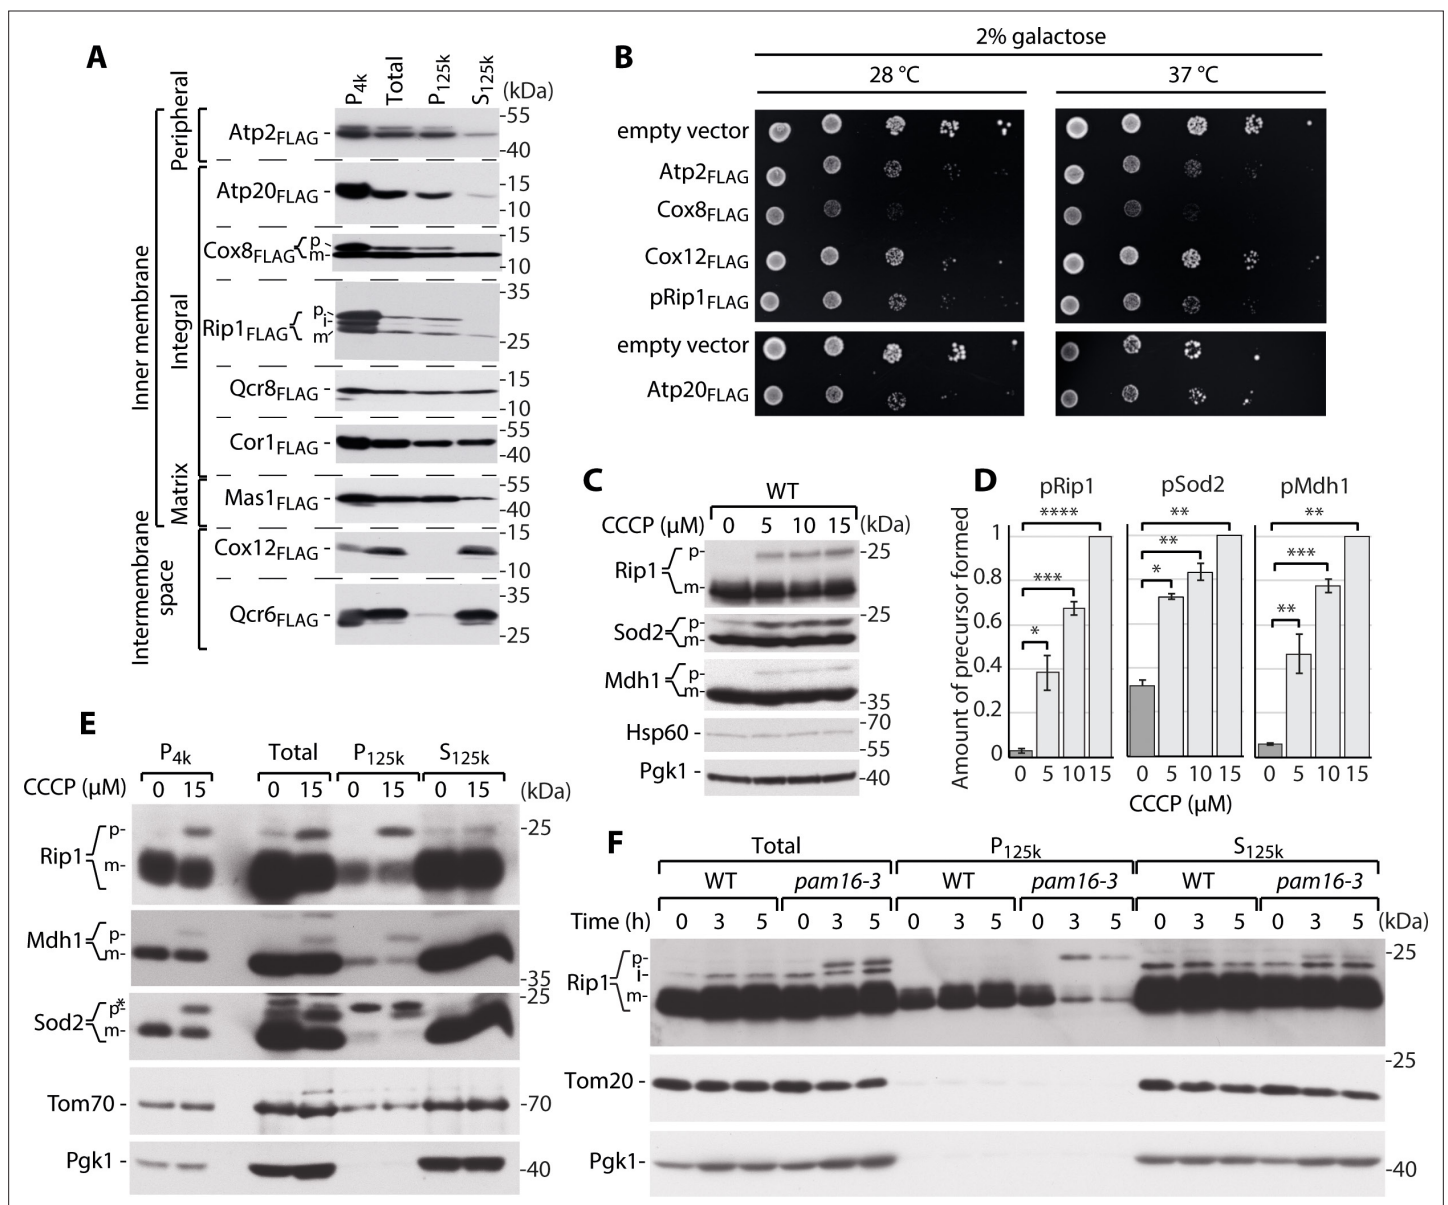 A
P4k Total P125k S125k (kDa)
Inner membrane
Intermembrane space
Peripheral
Integral
Matrix
Atp2FLAG - -55 -40
Atp20FLAG - -15 -10
Cox8FLAG p m -15 -10
Rip1FLAG p i m -35 -25
Qcr8FLAG - -15 -10
Cor1FLAG - -55 -40
Mas1FLAG - -55 -40
Cox12FLAG - -15 -10
Qcr6FLAG - -35 -25
B
2% galactose
28 °C 37 °C
empty vector
Atp2FLAG
Cox8FLAG
Cox12FLAG
pRip1FLAG
empty vector
Atp20FLAG
C
WT
CCCP (µM) 0 5 10 15 (kDa)
Rip1 p- m- -25
Sod2 p- m- -25
Mdh1 p- m- -35
Hsp60 - -70 -55
Pgk1 - -40
D
pRip1 pSod2 pMdh1
**** ** **
*** ** ***
* * **
Amount of precursor formed
1
0.8
0.6
0.4
0.2
0
0 5 10 15 0 5 10 15 0 5 10 15
CCCP (µM)
E
P4k Total P125k S125k
CCCP (µM) 0 15 0 15 0 15 0 15 (kDa)
Rip1 p- m- -25
Mdh1 p- m- -35
Sod2 * p- m- -25
Tom70 - -70
Pgk1 - -40
F
Total P125k S125k
WT pam16-3 WT pam16-3 WT pam16-3
Time (h) 0 3 5 0 3 5 0 3 5 0 3 5 0 3 5 0 3 5 (kDa)
Rip1 p- i- m- -25
Tom20 - -25
Pgk1- -40